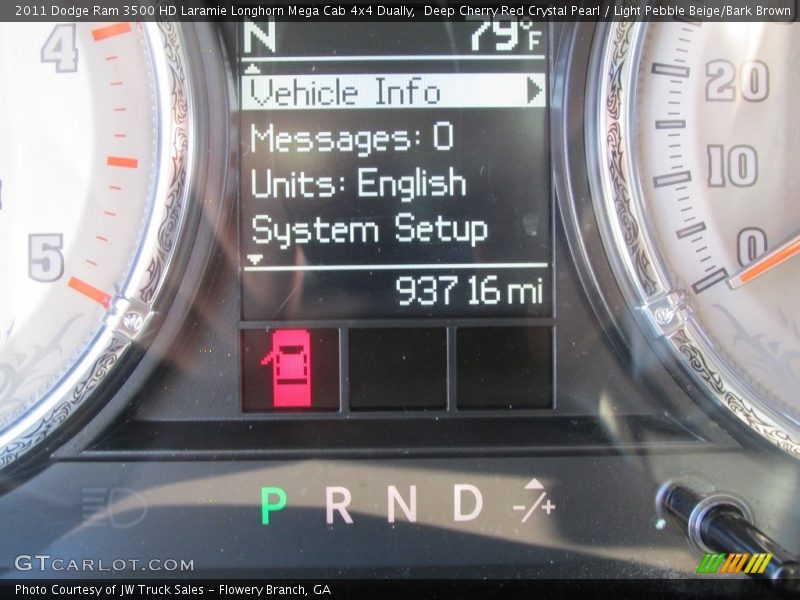 2011 Dodge Ram 3500 HD Laramie Longhorn Mega Cab 4x4 Dually, Deep Cherry Red Crystal Pearl / Light Pebble Beige/Bark Brown
N 79°F
Vehicle Info
Messages: 0
Units: English
System Setup
93716 mi
4
5
20
10
0
P R N D -/+
GTCARLOT.COM
Photo Courtesy of JW Truck Sales - Flowery Branch, GA